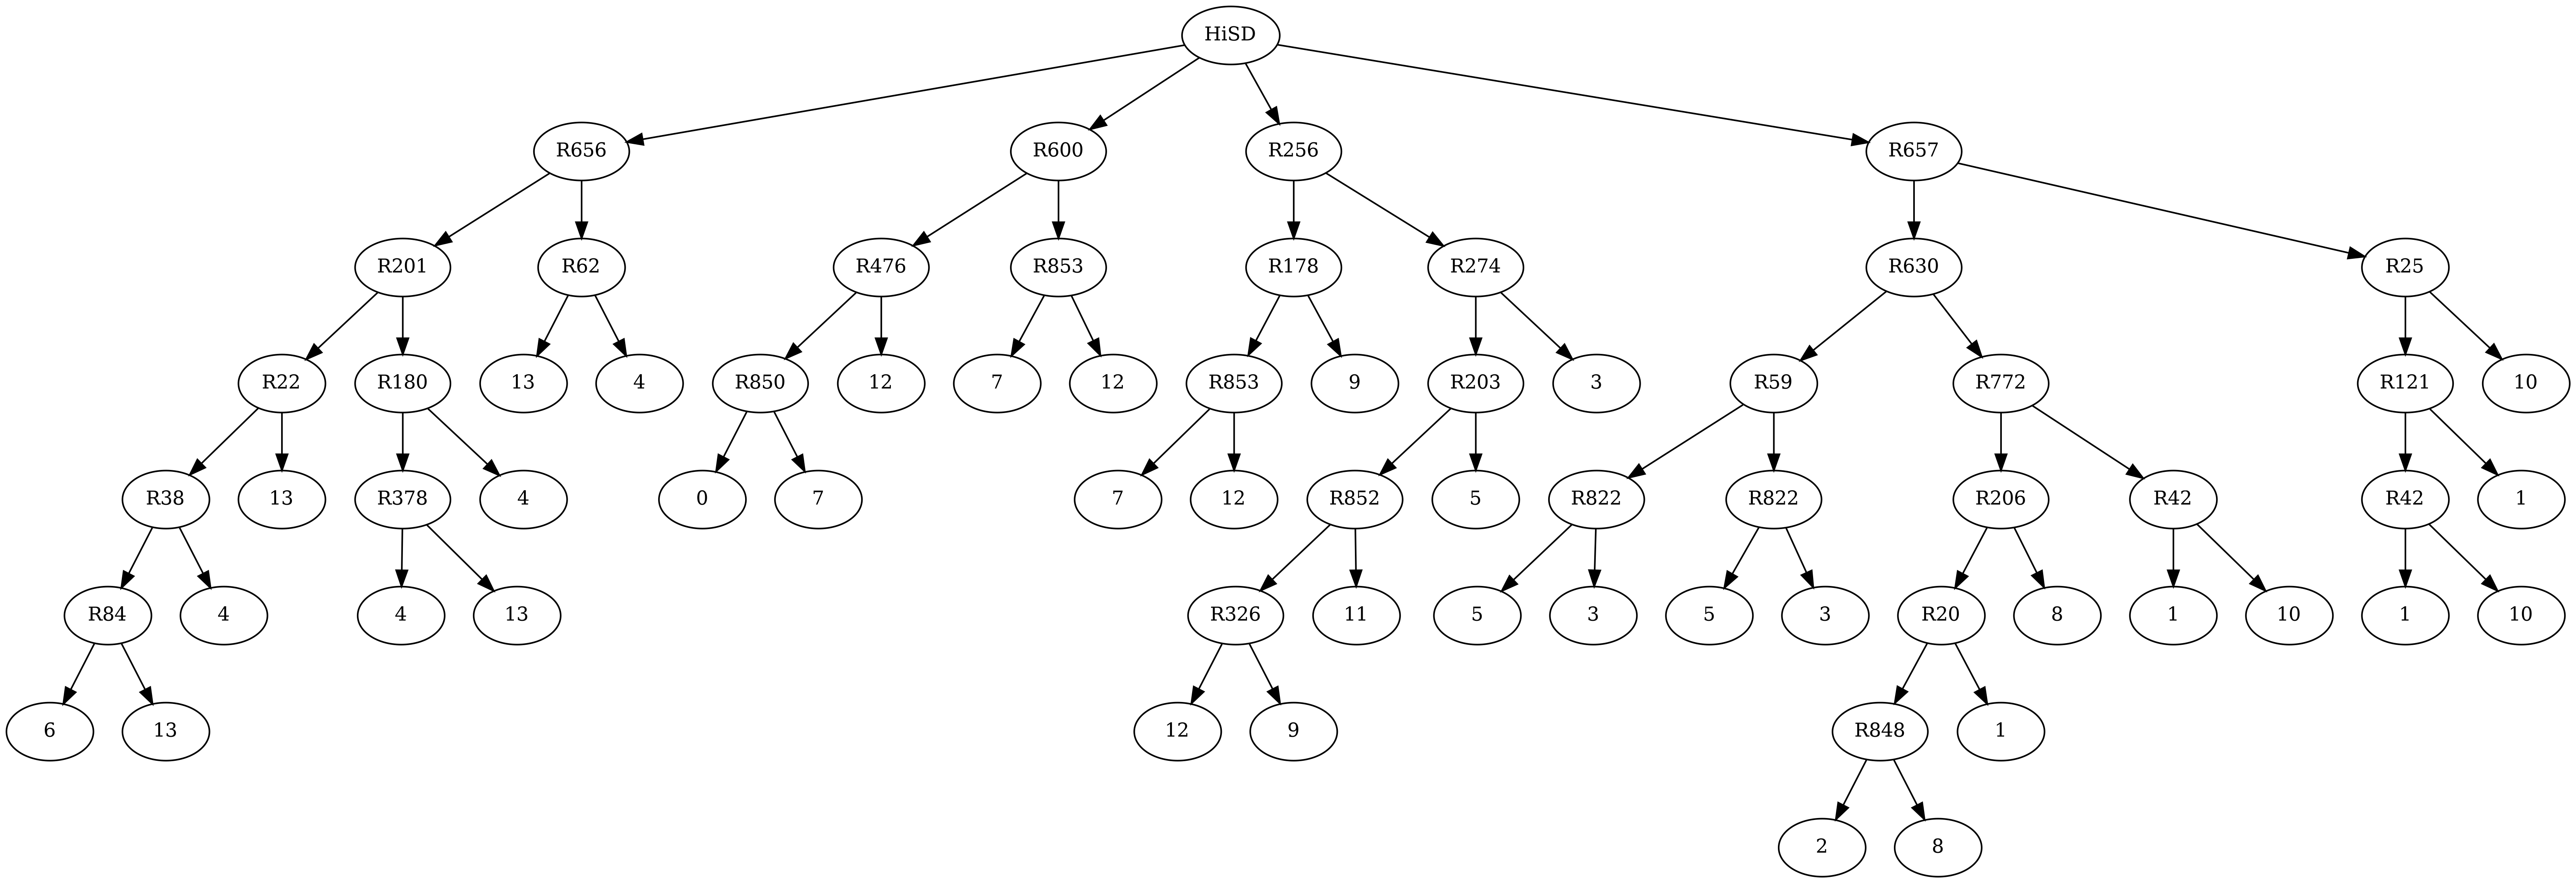 HiSD
R656 R600 R256 R657
R201 R62 R476 R853 R178 R274 R630 R25
R22 R180 13 4 R850 12 7 12 R853 9 R203 3 R59 R772 R121 10
R38 13 R378 4 0 7 7 12 R852 5 R822 R822 R206 R42 R42 1
R84 4 4 13 R326 11 5 3 5 3 R20 8 1 10 1 10
6 13 12 9 R848 1
2 8